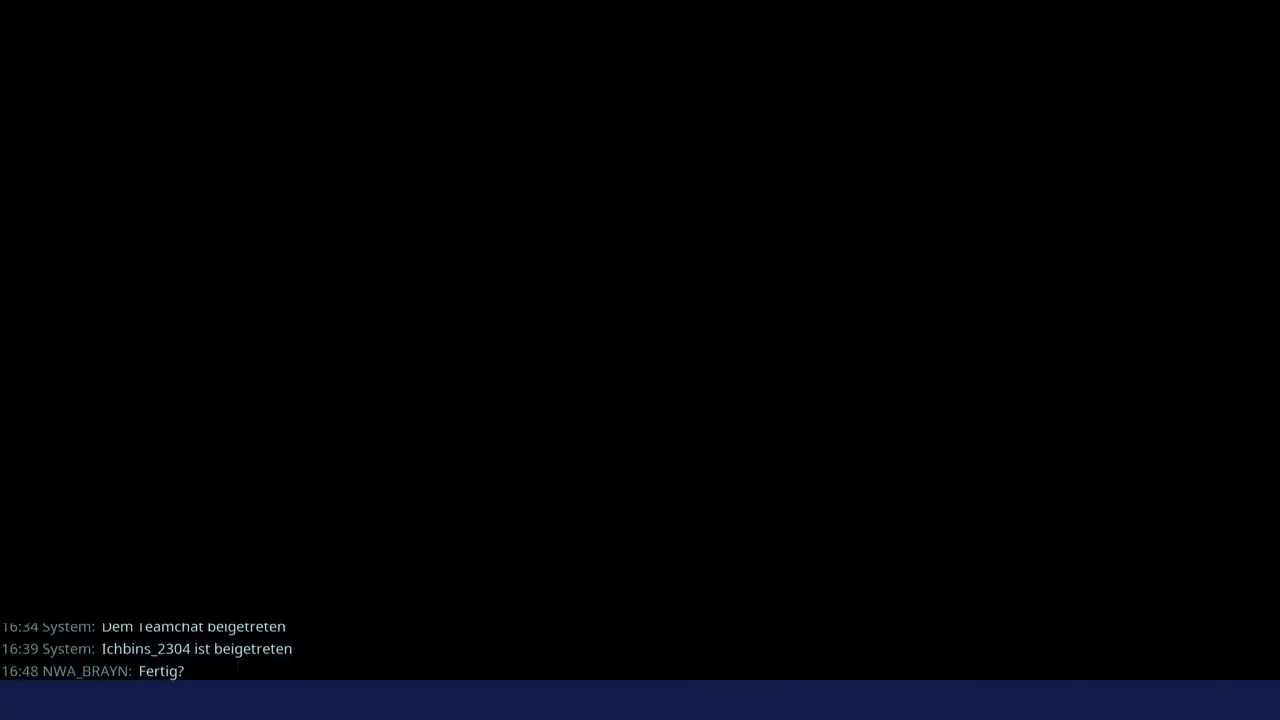 16:34 System: Dem Teamchat beigetreten
16:39 System: Ichbins_2304 ist beigetreten
16:48 NWA_BRAYN: Fertig?